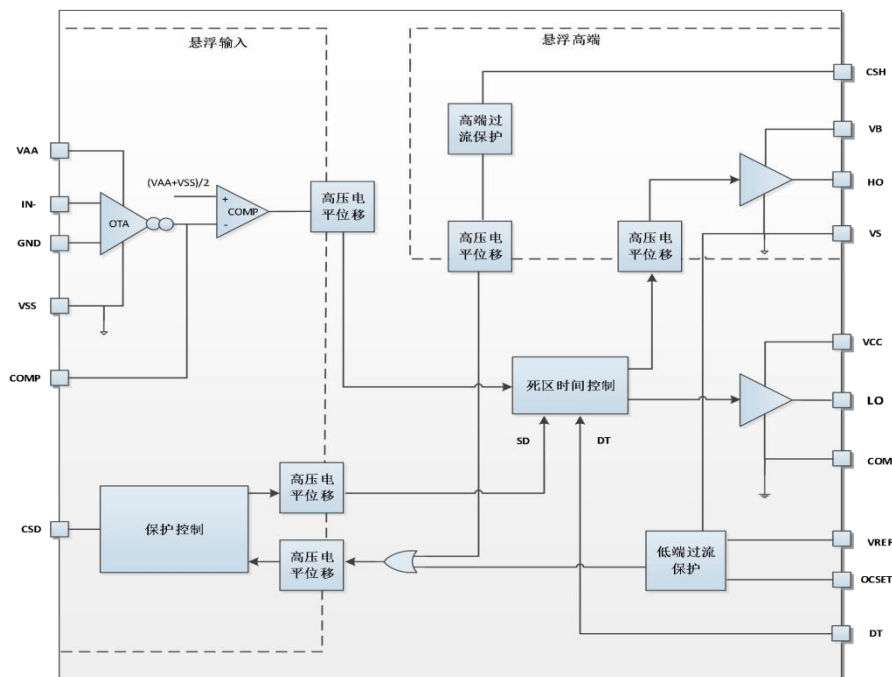 悬浮输入
悬浮高端
CSH
高端过
流保护
VB
VAA
(VAA+VSS)/2
高压电
平位移
HO
IN-
+
COMP
OTA
-
GND
高压电
平位移
高压电
平位移
VS
VSS
VCC
COMP
死区时间控制
LO
SD
DT
COM
高压电
平位移
CSD
保护控制
高压电
平位移
低端过流
保护
VREF
OCSET
DT